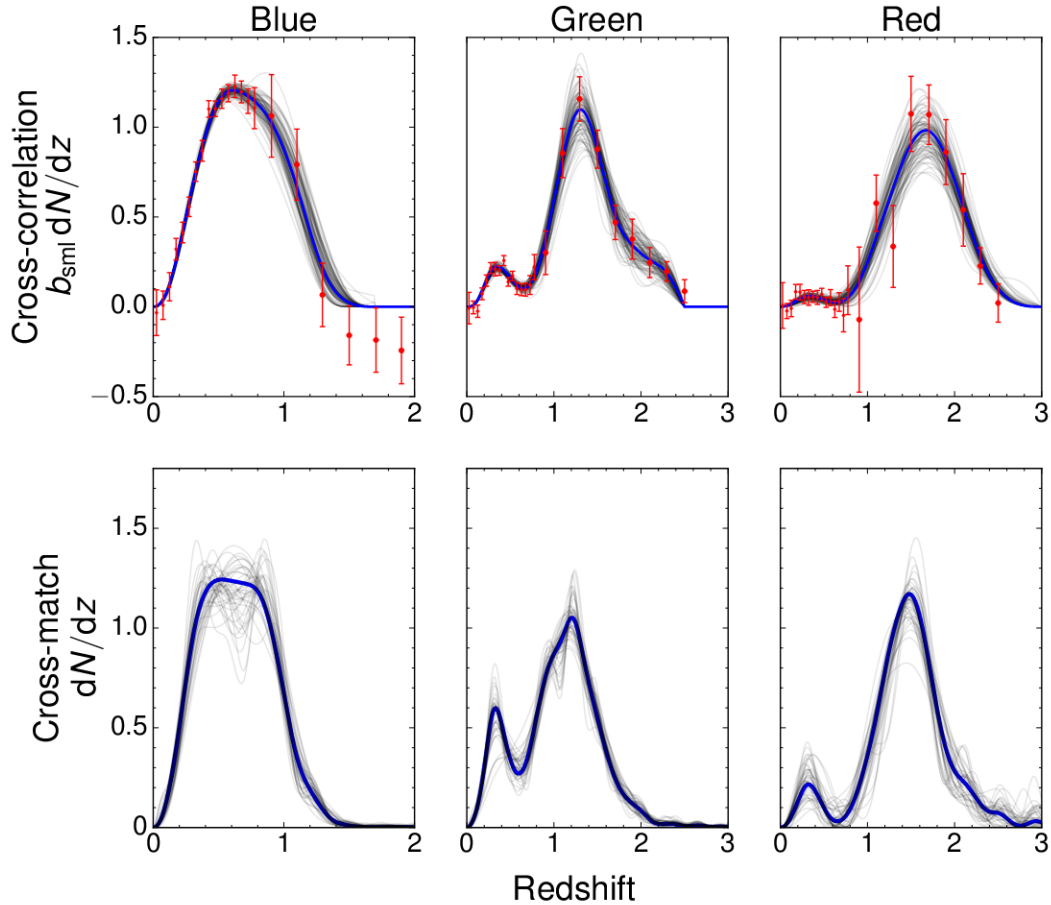 Blue
Green
Red
Cross-correlation
b_sml dN/dz
1.5
1.0
0.5
0.0
−0.5
0 1 2
0 1 2 3
0 1 2 3
Cross-match
dN/dz
1.5
1.0
0.5
0
0 1 2
0 1 2 3
0 1 2 3
Redshift